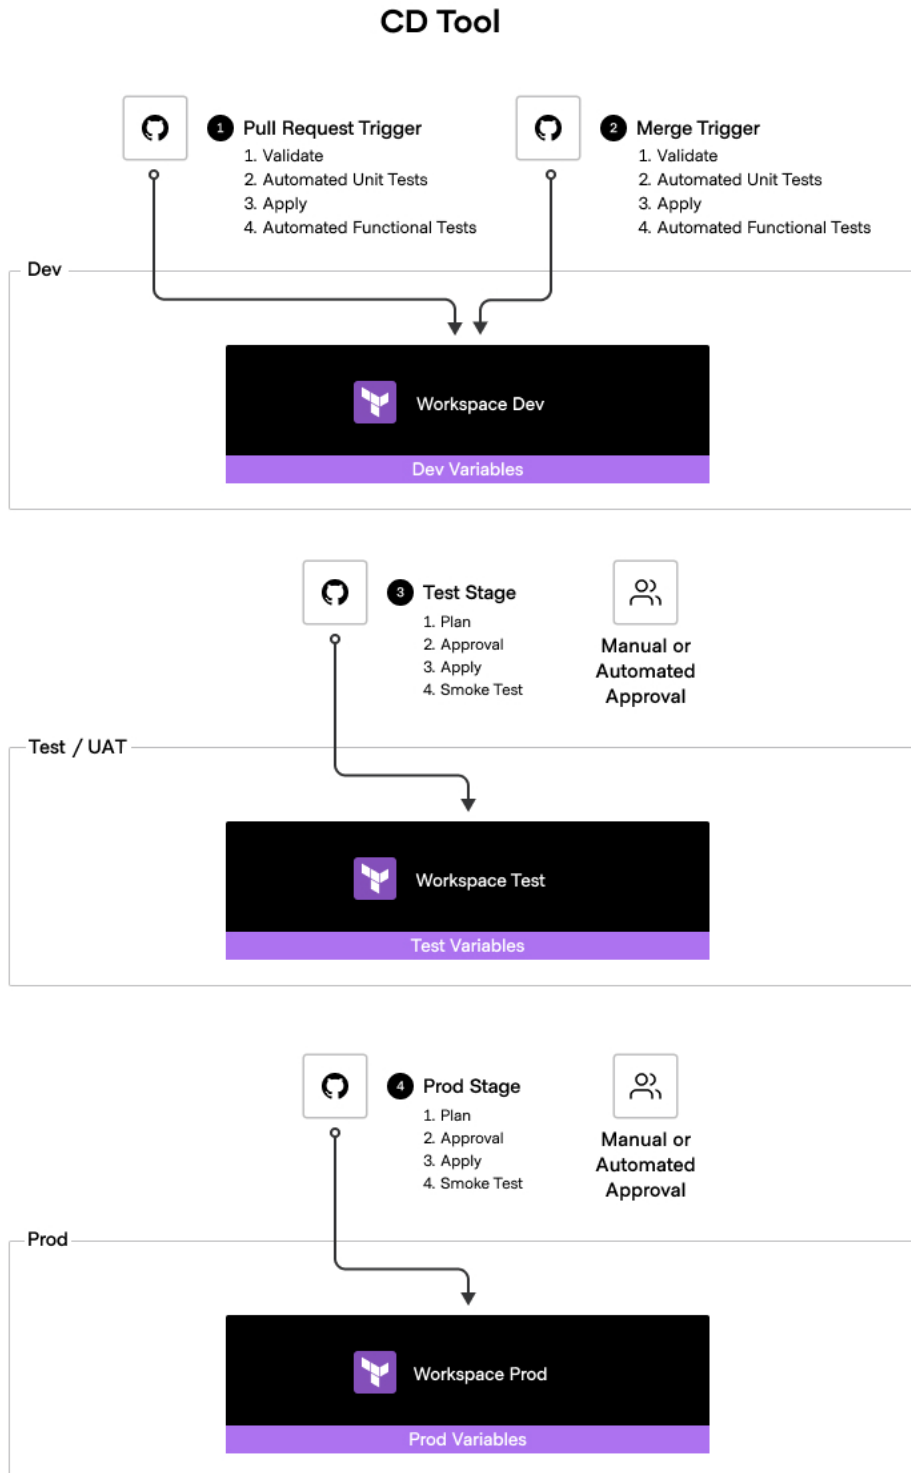 CD Tool
1 Pull Request Trigger
1. Validate
2. Automated Unit Tests
3. Apply
4. Automated Functional Tests
2 Merge Trigger
1. Validate
2. Automated Unit Tests
3. Apply
4. Automated Functional Tests
Dev
Workspace Dev
Dev Variables
3 Test Stage
1. Plan
2. Approval
3. Apply
4. Smoke Test
Manual or
Automated
Approval
Test / UAT
Workspace Test
Test Variables
4 Prod Stage
1. Plan
2. Approval
3. Apply
4. Smoke Test
Manual or
Automated
Approval
Prod
Workspace Prod
Prod Variables